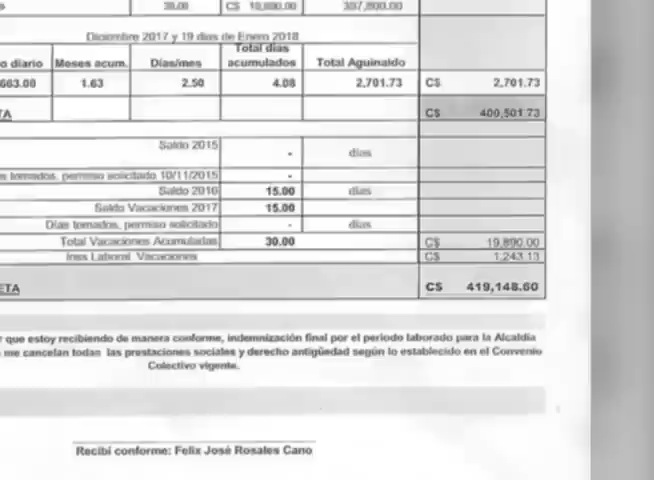 30.00 C$ 19,890.00 397,800.00
Diciembre 2017 y 19 días de Enero 2018
o diario Meses acum. Días/mes Total días acumulados Total Aguinaldo
663.00 1.63 2.50 4.08 2,701.73 C$ 2,701.73
TA C$ 400,501.73
Saldo 2015 - días
s tomados, permiso solicitado 10/11/2015 -
Saldo 2016 15.00 días
Saldo Vacaciones 2017 15.00
Días tomados, permiso solicitado - días
Total Vacaciones Acumuladas 30.00 C$ 19,890.00
Inss Laboral Vacaciones C$ 1,243.13
ETA C$ 419,148.60
r que estoy recibiendo de manera conforme, indemnización final por el periodo laborado para la Alcaldía
me cancelan todas las prestaciones sociales y derecho antigüedad según lo establecido en el Convenio
Colectivo vigente.
Recibí conforme: Felix José Rosales Cano